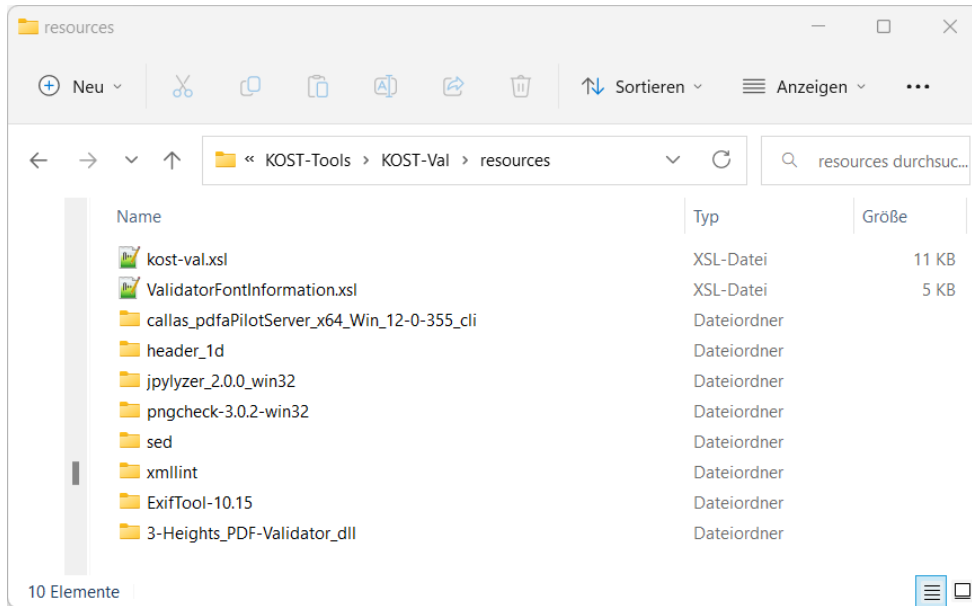 resources
Neu Sortieren Anzeigen
« KOST-Tools > KOST-Val > resources resources durchsuc...
Name Typ Größe
kost-val.xsl XSL-Datei 11 KB
ValidatorFontInformation.xsl XSL-Datei 5 KB
callas_pdfaPilotServer_x64_Win_12-0-355_cli Dateiordner
header_1d Dateiordner
jpylyzer_2.0.0_win32 Dateiordner
pngcheck-3.0.2-win32 Dateiordner
sed Dateiordner
xmllint Dateiordner
ExifTool-10.15 Dateiordner
3-Heights_PDF-Validator_dll Dateiordner
10 Elemente